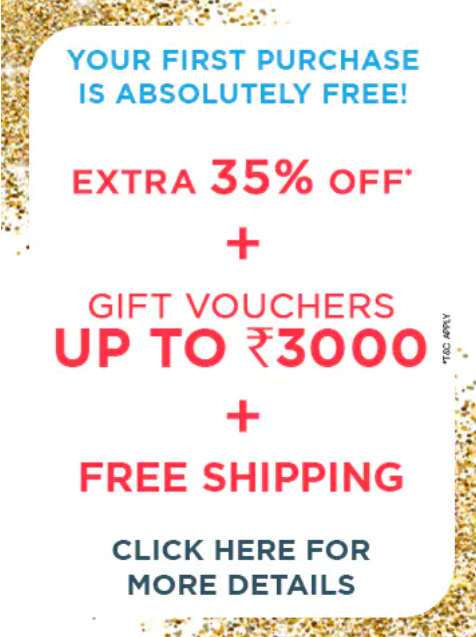 YOUR FIRST PURCHASE
IS ABSOLUTELY FREE!
EXTRA 35% OFF*
+
GIFT VOUCHERS
UP TO ₹3000
*T&C APPLY
+
FREE SHIPPING
CLICK HERE FOR
MORE DETAILS